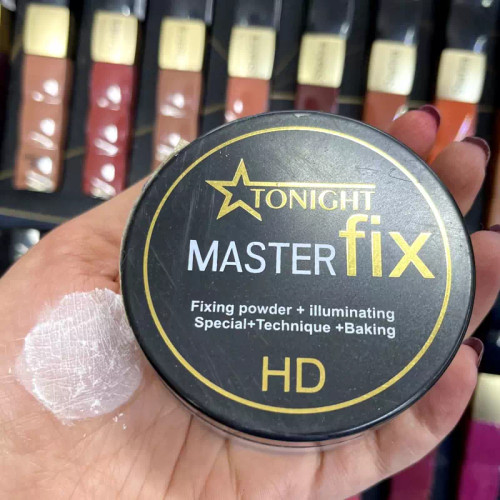 TONIGHT
MASTER fix
Fixing powder + illuminating
Special+Technique +Baking
HD